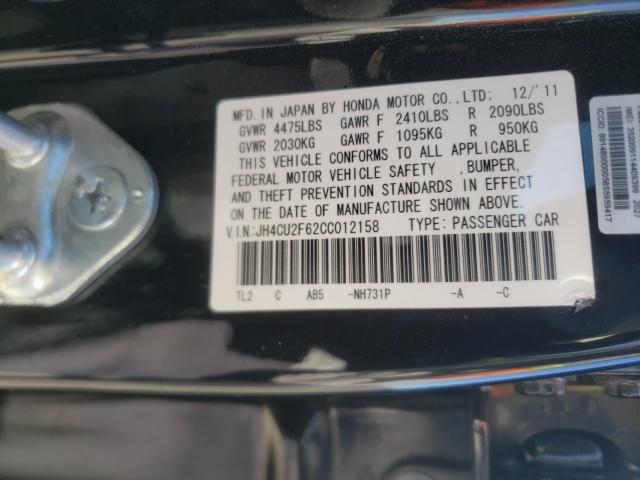 MFD. IN JAPAN BY HONDA MOTOR CO.,LTD: 12/'11
GVWR 4475LBS GAWR F 2410LBS R 2090LBS
GVWR 2030KG GAWR F 1095KG R 950KG
THIS VEHICLE CONFORMS TO ALL APPLICABLE
FEDERAL MOTOR VEHICLE SAFETY ,BUMPER,
AND THEFT PREVENTION STANDARDS IN EFFECT
ON THE DATE OF MANUFACTURE SHOWN ABOVE.
V.IN:JH4CU2F62CC012158 TYPE: PASSENGER CAR
TL2 C AB5 -NH731P -A -C